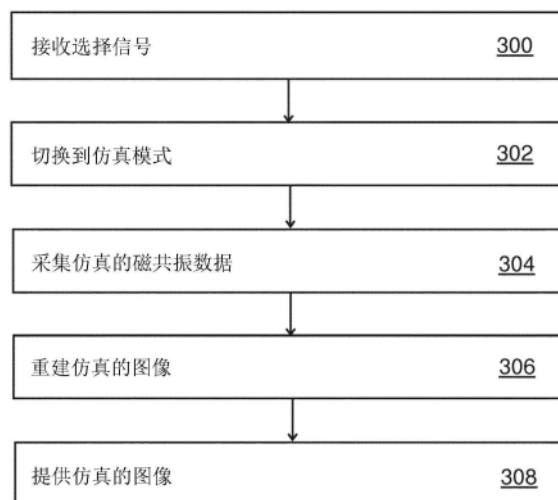 接收选择信号 300
切换到仿真模式 302
采集仿真的磁共振数据 304
重建仿真的图像 306
提供仿真的图像 308